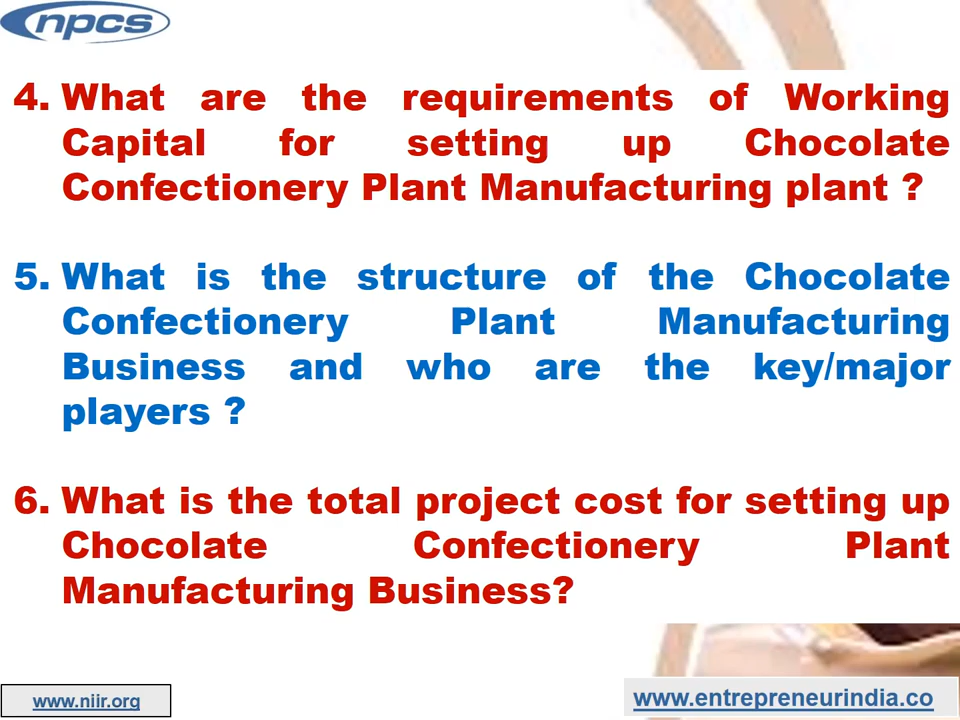 npcs
4. What are the requirements of Working
Capital for setting up Chocolate
Confectionery Plant Manufacturing plant ?
5. What is the structure of the Chocolate
Confectionery Plant Manufacturing
Business and who are the key/major
players ?
6. What is the total project cost for setting up
Chocolate Confectionery Plant
Manufacturing Business?
www.niir.org
www.entrepreneurindia.co